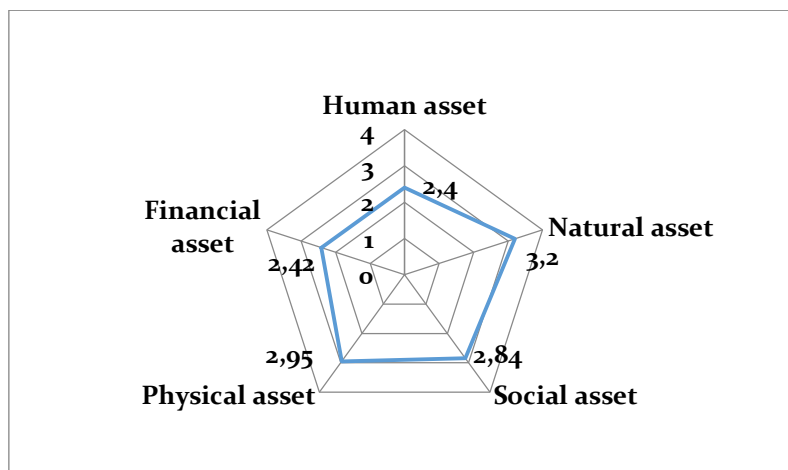 Human asset
4
3
2
1
0
2,4
Natural asset
3,2
2,84
Social asset
2,95
Physical asset
2,42
Financial
asset